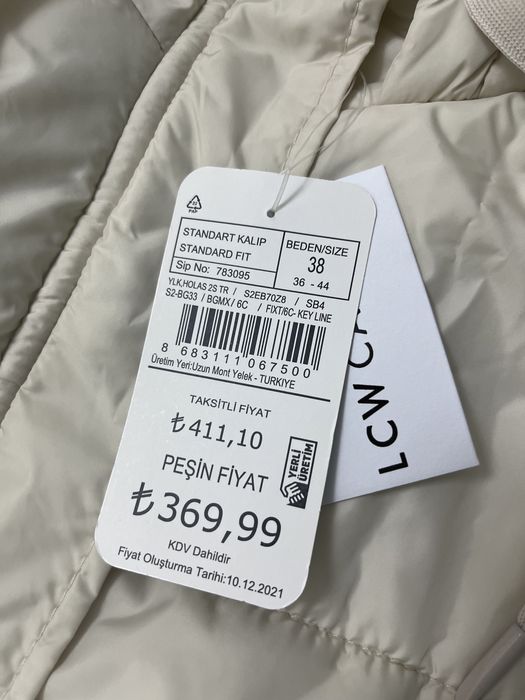 PAP
STANDART KALIP
STANDARD FIT
Sip No: 783095
BEDEN/SIZE
38
36 - 44
YLK.HOLAS 2S TR / S2EB70Z8 / SB4
S2-BG33 / BGMX / 6C / FIXT/6C- KEY LINE
8 683111 067500
Üretim Yeri:Uzun Mont Yelek - TURKIYE
TAKSİTLİ FİYAT
₺411,10
PEŞİN FİYAT
₺369,99
YERLİ
ÜRETİM
KDV Dahildir
Fiyat Oluşturma Tarihi:10.12.2021
LCW CA